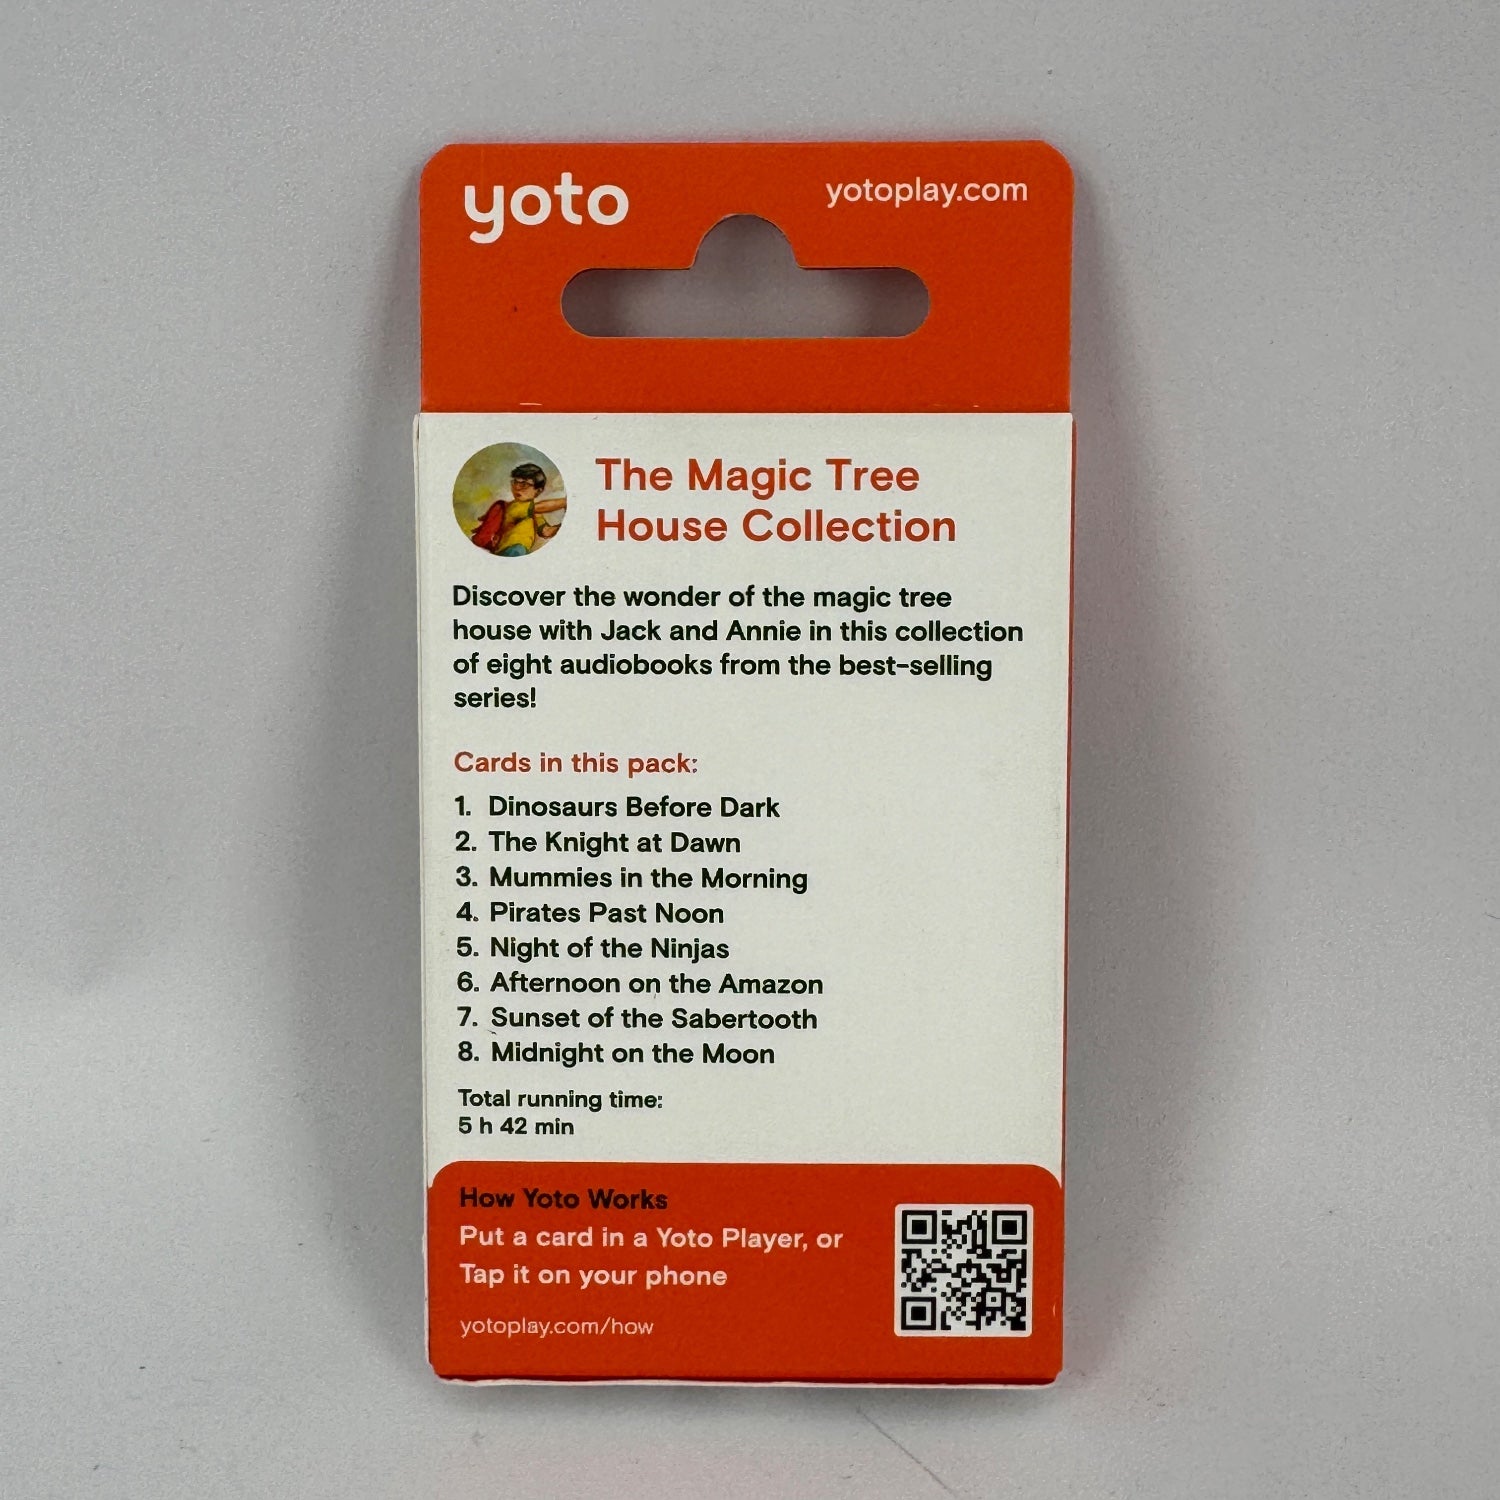 yoto
yotoplay.com
The Magic Tree
House Collection
Discover the wonder of the magic tree
house with Jack and Annie in this collection
of eight audiobooks from the best-selling
series!
Cards in this pack:
1. Dinosaurs Before Dark
2. The Knight at Dawn
3. Mummies in the Morning
4. Pirates Past Noon
5. Night of the Ninjas
6. Afternoon on the Amazon
7. Sunset of the Sabertooth
8. Midnight on the Moon
Total running time:
5 h 42 min
How Yoto Works
Put a card in a Yoto Player, or
Tap it on your phone
yotoplay.com/how